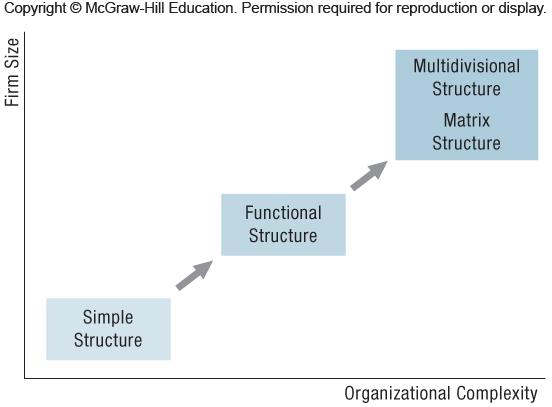 Copyright © McGraw-Hill Education. Permission required for reproduction or display.
Firm Size
Multidivisional
Structure
Matrix
Structure
Functional
Structure
Simple
Structure
Organizational Complexity